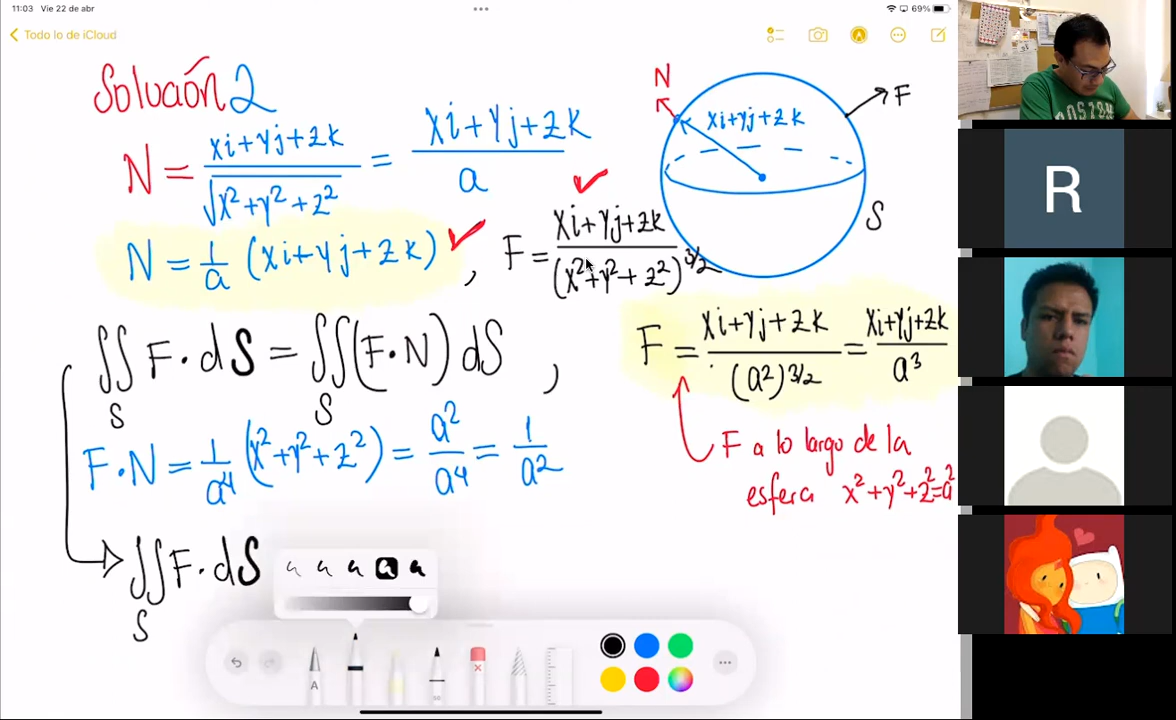 11:03 Vie 22 de abr
69%
Todo lo de iCloud
Solución 2
N = xi+yj+zk / √x²+y²+z² = xi+yj+zk / a
N = 1/a (xi+yj+zk) ✓ , F = xi+yj+zk / (x²+y²+z²)^3/2 ✓
N
xi+yj+zk
F
S
F = xi+yj+zk / (a²)^3/2 = xi+yj+zk / a³
F a lo largo de la
esfera x²+y²+z²=a²
∬_S F·dS = ∬_S (F·N) dS ,
F·N = 1/a⁴ (x²+y²+z²) = a²/a⁴ = 1/a²
∬_S F·dS
a a a a a
A
R